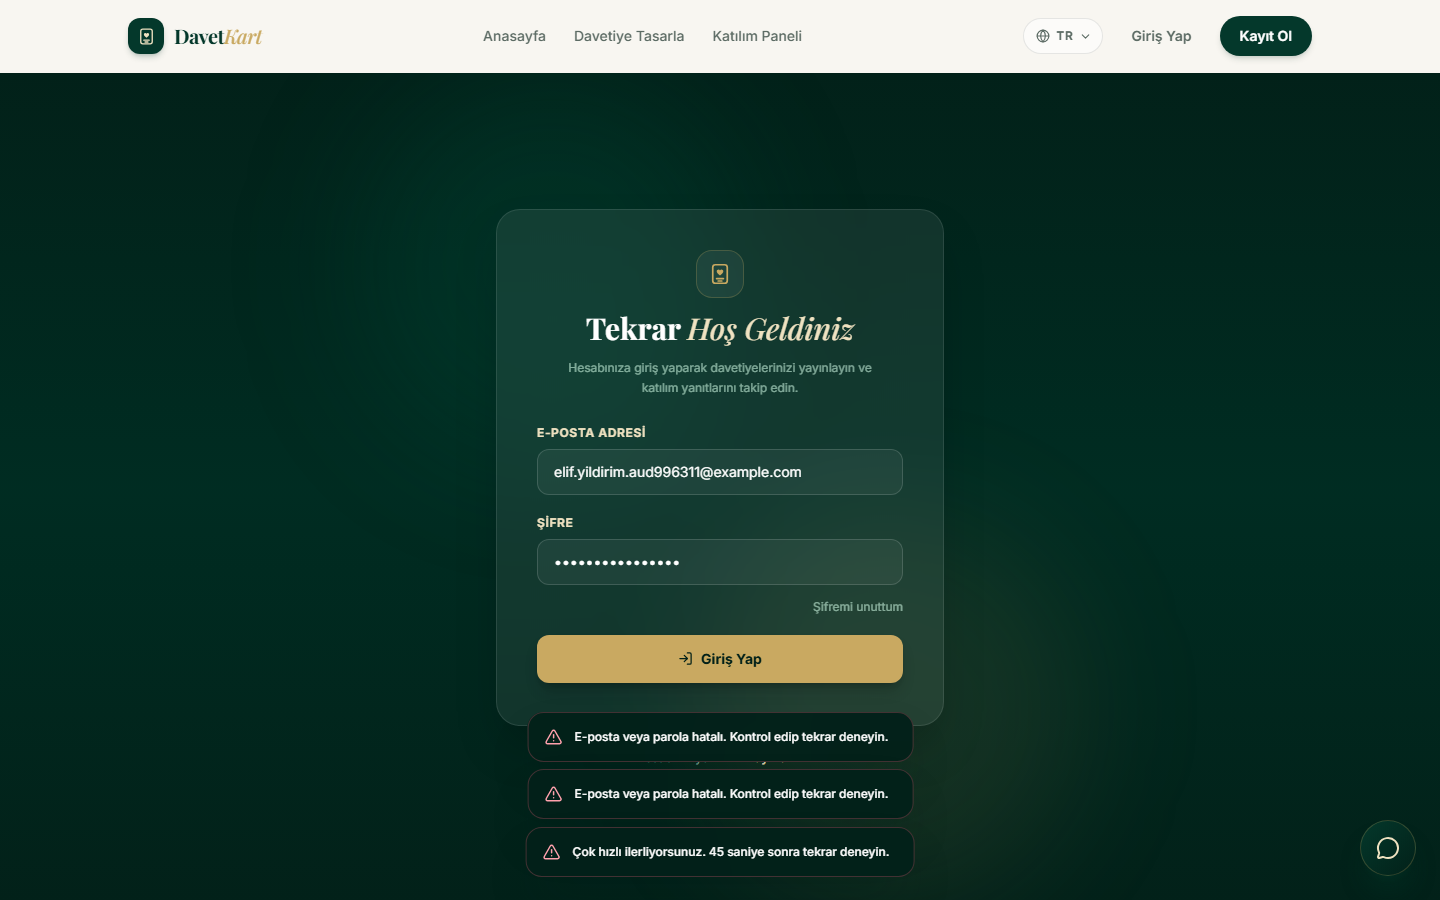 DavetKart
Anasayfa
Davetiye Tasarla
Katılım Paneli
TR
Giriş Yap
Kayıt Ol
Tekrar Hoş Geldiniz
Hesabınıza giriş yaparak davetiyelerinizi yayınlayın ve
katılım yanıtlarını takip edin.
E-POSTA ADRESİ
elif.yildirim.aud996311@example.com
ŞİFRE
••••••••••••••••
Şifremi unuttum
Giriş Yap
E-posta veya parola hatalı. Kontrol edip tekrar deneyin.
E-posta veya parola hatalı. Kontrol edip tekrar deneyin.
Çok hızlı ilerliyorsunuz. 45 saniye sonra tekrar deneyin.